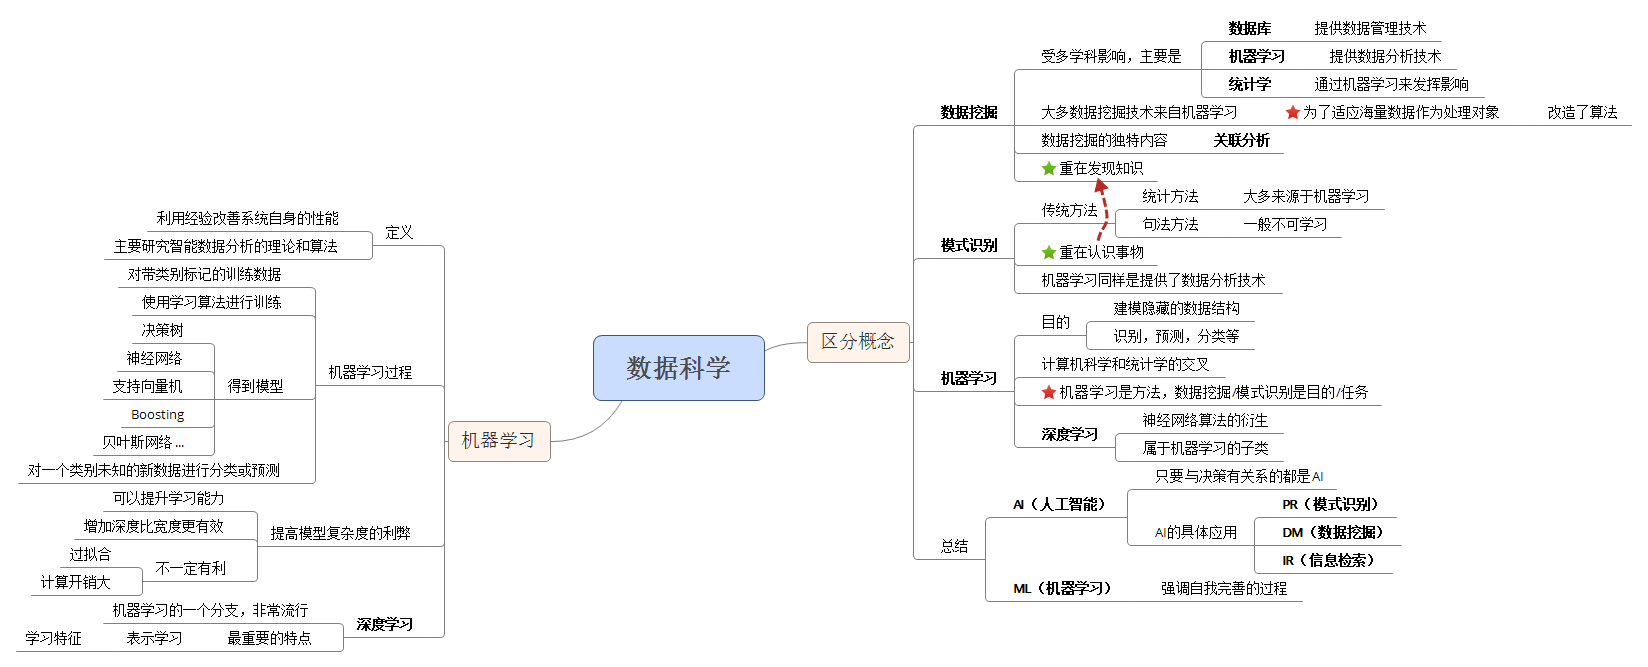 数据科学
区分概念
数据挖掘
受多学科影响，主要是
数据库
提供数据管理技术
机器学习
提供数据分析技术
统计学
通过机器学习来发挥影响
大多数据挖掘技术来自机器学习
为了适应海量数据作为处理对象
改造了算法
数据挖掘的独特内容
关联分析
重在发现知识
模式识别
传统方法
统计方法
大多来源于机器学习
句法方法
一般不可学习
重在认识事物
机器学习同样是提供了数据分析技术
机器学习
目的
建模隐藏的数据结构
识别，预测，分类等
计算机科学和统计学的交叉
机器学习是方法，数据挖掘/模式识别是目的/任务
深度学习
神经网络算法的衍生
属于机器学习的子类
总结
AI（人工智能）
只要与决策有关系的都是AI
AI的具体应用
PR（模式识别）
DM（数据挖掘）
IR（信息检索）
ML（机器学习）
强调自我完善的过程
机器学习
定义
利用经验改善系统自身的性能
主要研究智能数据分析的理论和算法
机器学习过程
对带类别标记的训练数据
使用学习算法进行训练
得到模型
决策树
神经网络
支持向量机
Boosting
贝叶斯网络 ...
对一个类别未知的新数据进行分类或预测
提高模型复杂度的利弊
可以提升学习能力
增加深度比宽度更有效
不一定有利
过拟合
计算开销大
深度学习
机器学习的一个分支，非常流行
最重要的特点
表示学习
学习特征